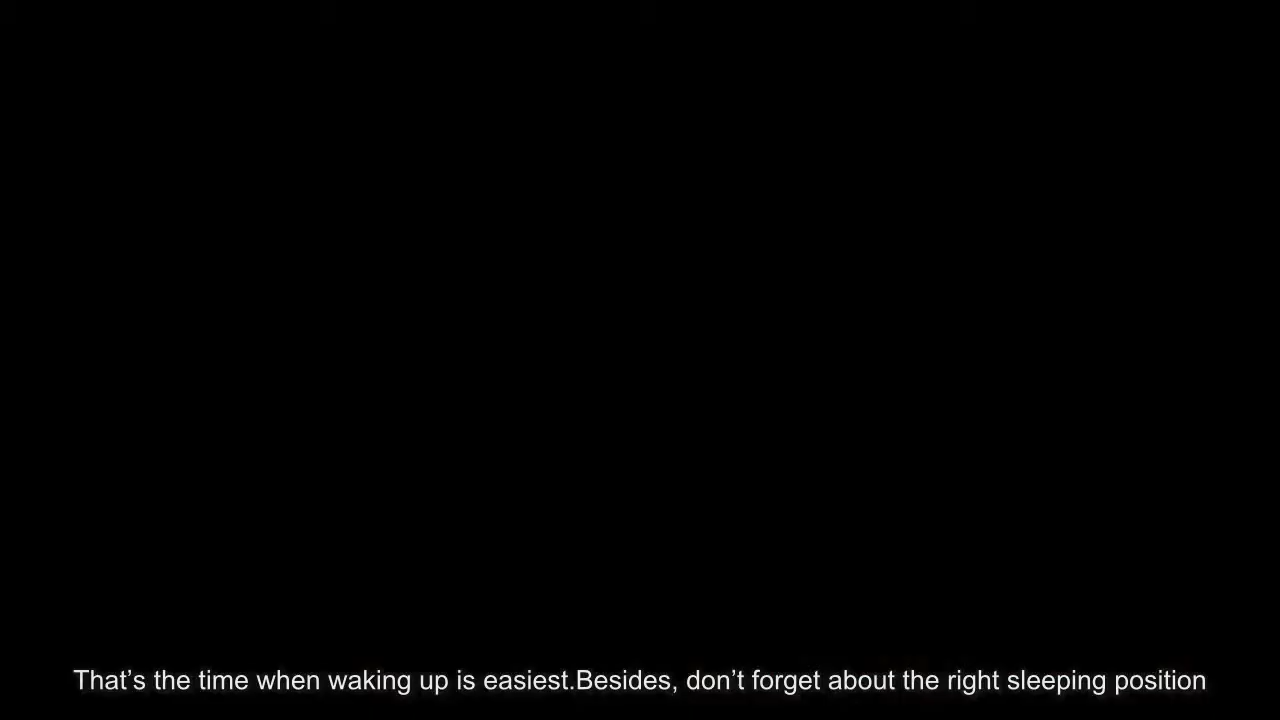 That’s the time when waking up is easiest.Besides, don’t forget about the right sleeping position